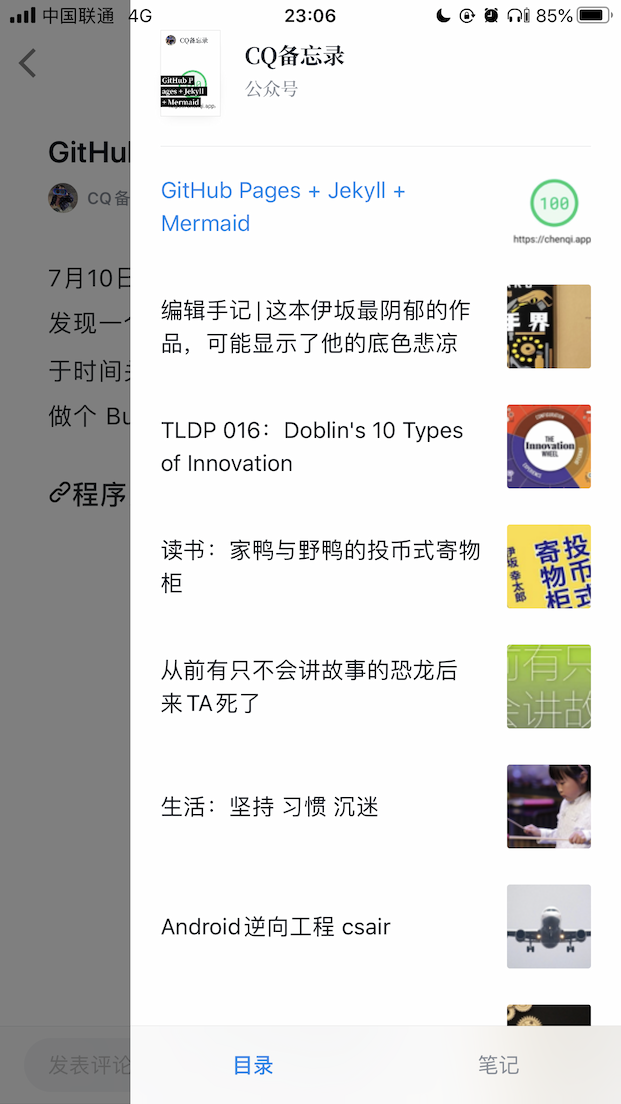 中国联通 4G 23:06 85%
CQ备忘录
GitHub P
ages + Jekyll
+ Mermaid
CQ备忘录
公众号
GitHu
CQ备
7月10日
发现一个
于时间
做个 Bu
程序
GitHub Pages + Jekyll +
Mermaid
100
https://chenqi.app
编辑手记|这本伊坂最阴郁的作
品，可能显示了他的底色悲凉
界
TLDP 016：Doblin's 10 Types
of Innovation
CONFIGURATION
THE
Innovation
WHEEL
EXPERIENCE
读书：家鸭与野鸭的投币式寄物
柜
投币式
寄物柜
伊坂幸太郎
从前有只不会讲故事的恐龙后
来TA死了
前有只
会讲故
生活：坚持 习惯 沉迷
Android逆向工程 csair
发表评论
目录
笔记